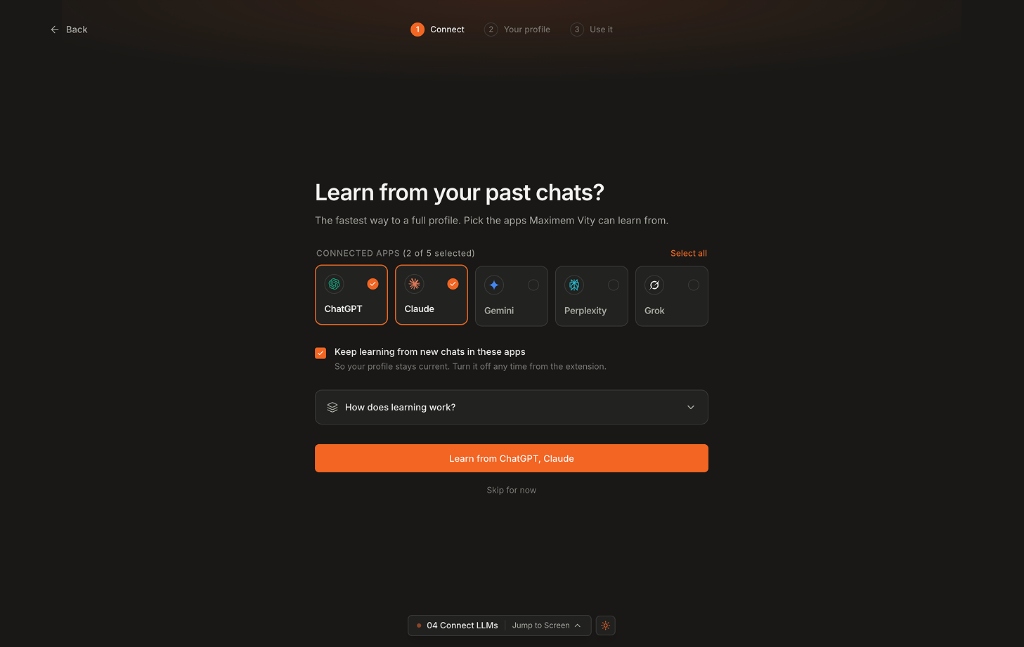 Back
1 Connect
2 Your profile
3 Use it
Learn from your past chats?
The fastest way to a full profile. Pick the apps Maximem Vity can learn from.
CONNECTED APPS (2 of 5 selected)
Select all
ChatGPT
Claude
Gemini
Perplexity
Grok
Keep learning from new chats in these apps
So your profile stays current. Turn it off any time from the extension.
How does learning work?
Learn from ChatGPT, Claude
Skip for now
04 Connect LLMs
Jump to Screen